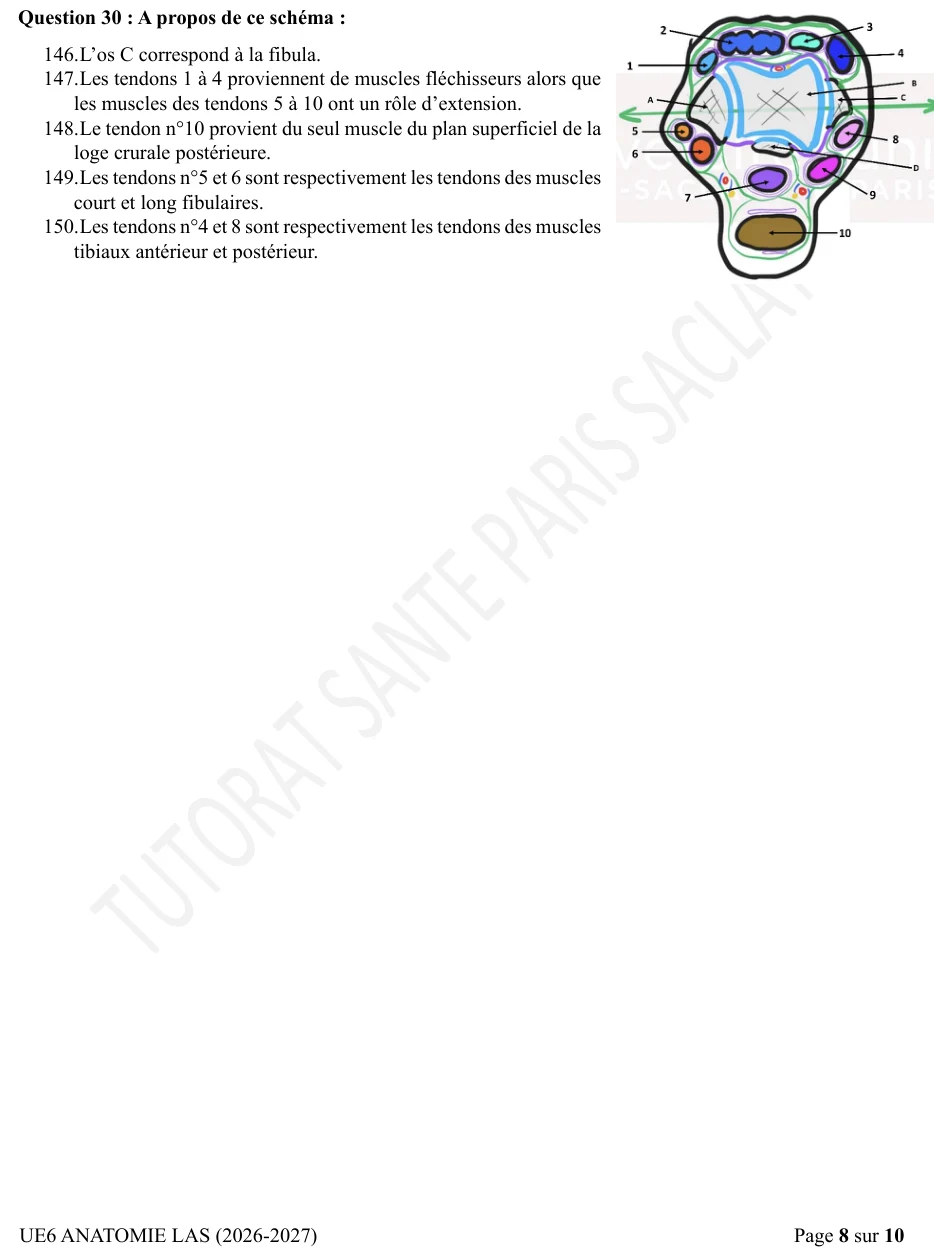 Question 30 : A propos de ce schéma :
146.L’os C correspond à la fibula.
147.Les tendons 1 à 4 proviennent de muscles fléchisseurs alors que
les muscles des tendons 5 à 10 ont un rôle d’extension.
148.Le tendon n°10 provient du seul muscle du plan superficiel de la
loge crurale postérieure.
149.Les tendons n°5 et 6 sont respectivement les tendons des muscles
court et long fibulaires.
150.Les tendons n°4 et 8 sont respectivement les tendons des muscles
tibiaux antérieur et postérieur.
2
3
4
1
B
A
C
5
8
6
D
7
9
10
TUTORAT SANTE PARIS SACLAY
UE6 ANATOMIE LAS (2026-2027)
Page 8 sur 10